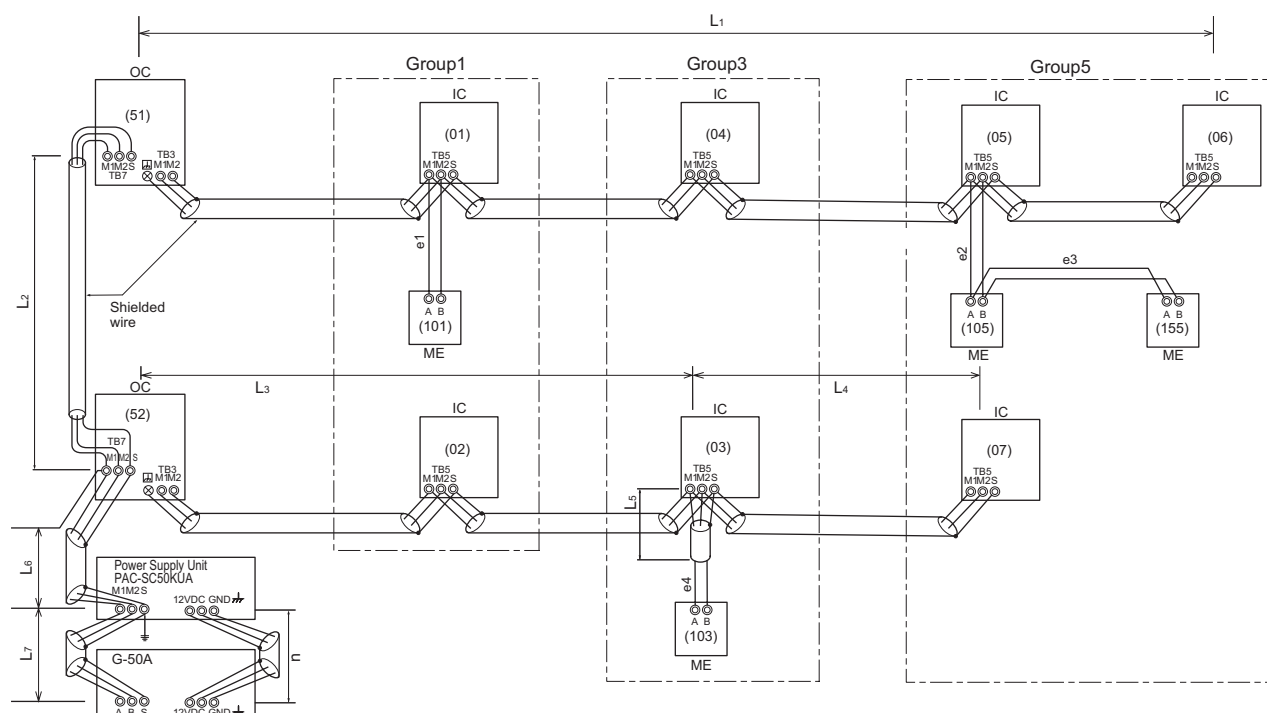 L1
Group1
Group3
Group5
OC
(51)
M1M2S
TB7
TB3
M1M2
IC
(01)
TB5
M1M2S
IC
(04)
TB5
M1M2S
IC
(05)
TB5
M1M2S
IC
(06)
TB5
M1M2S
L2
Shielded
wire
e1
A B
(101)
ME
e2
e3
A B
(105)
ME
A B
(155)
ME
L3
L4
OC
(52)
TB7
M1M2 S
TB3
M1M2
IC
(02)
TB5
M1M2S
IC
(03)
TB5
M1M2S
IC
(07)
TB5
M1M2S
L5
e4
A B
(103)
ME
L6
Power Supply Unit
PAC-SC50KUA
M1M2S
12VDC GND
L7
n
G-50A
A B S
12VDC GND